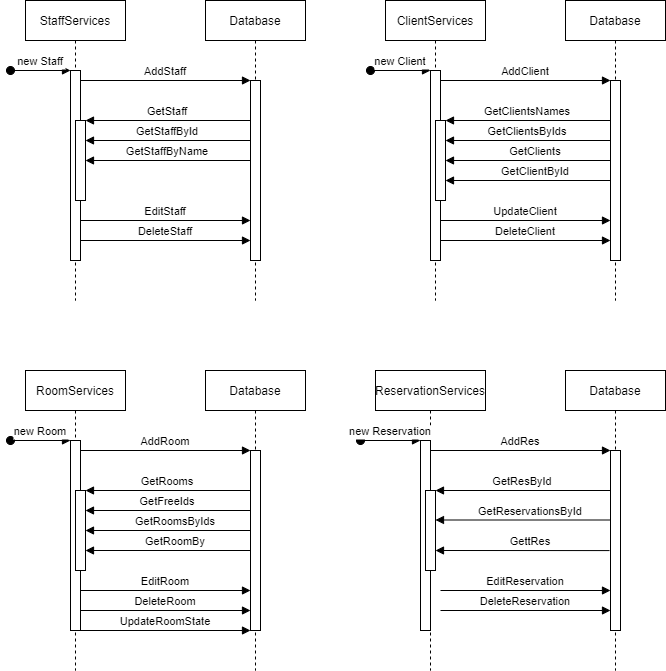 StaffServices
Database
new Staff
AddStaff
GetStaff
GetStaffById
GetStaffByName
EditStaff
DeleteStaff
ClientServices
Database
new Client
AddClient
GetClientsNames
GetClientsByIds
GetClients
GetClientById
UpdateClient
DeleteClient
RoomServices
Database
new Room
AddRoom
GetRooms
GetFreeIds
GetRoomsByIds
GetRoomBy
EditRoom
DeleteRoom
UpdateRoomState
ReservationServices
Database
new Reservation
AddRes
GetResById
GetReservationsById
GettRes
EditReservation
DeleteReservation